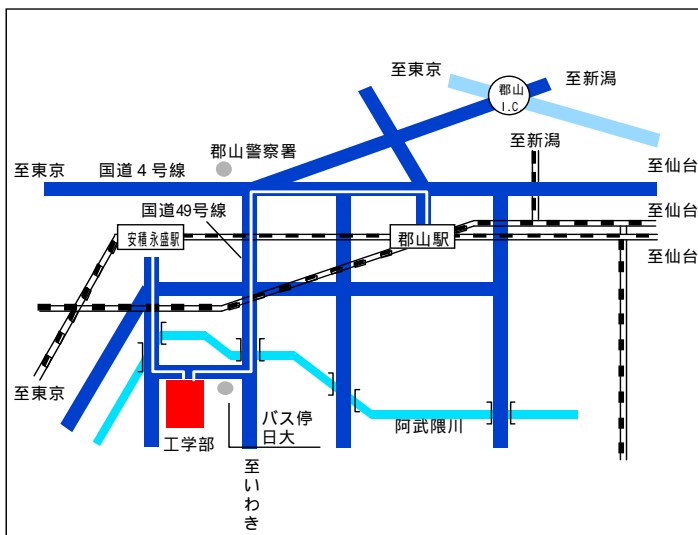 至東京
郡山
I.C
至新潟
至新潟
郡山警察署
至東京
国道４号線
至仙台
国道49号線
至仙台
安積永盛駅
郡山駅
至仙台
至東京
バス停
日大
阿武隈川
工学部
至いわき